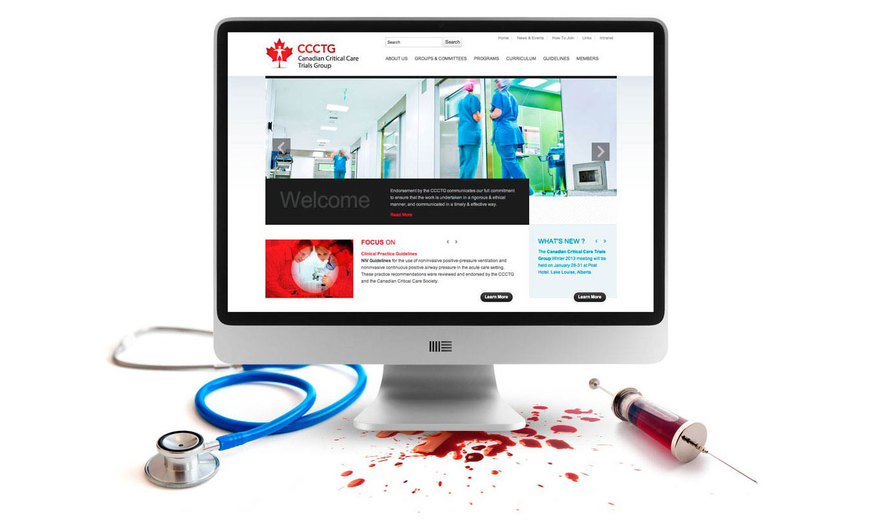 CCCTG
Canadian Critical Care
Trials Group
Search Search
Home News & Events How To Join Links Intranet
ABOUT US GROUPS & COMMITTEES PROGRAMS CURRICULUM GUIDELINES MEMBERS
Welcome
Endorsement by the CCCTG communicates our full commitment
to ensure that the work is undertaken in a rigorous & ethical
manner, and communicated in a timely & effective way.
Read More
FOCUS ON
Clinical Practice Guidelines
NIV Guidelines for the use of noninvasive positive-pressure ventilation and
noninvasive continuous positive airway pressure in the acute care setting.
These practice recommendations were reviewed and endorsed by the CCCTG
and the Canadian Critical Care Society.
Learn More
WHAT'S NEW ?
The Canadian Critical Care Trials
Group Winter 2013 meeting will be
held on January 28-31 at Post
Hotel, Lake Louise, Alberta.
Learn More